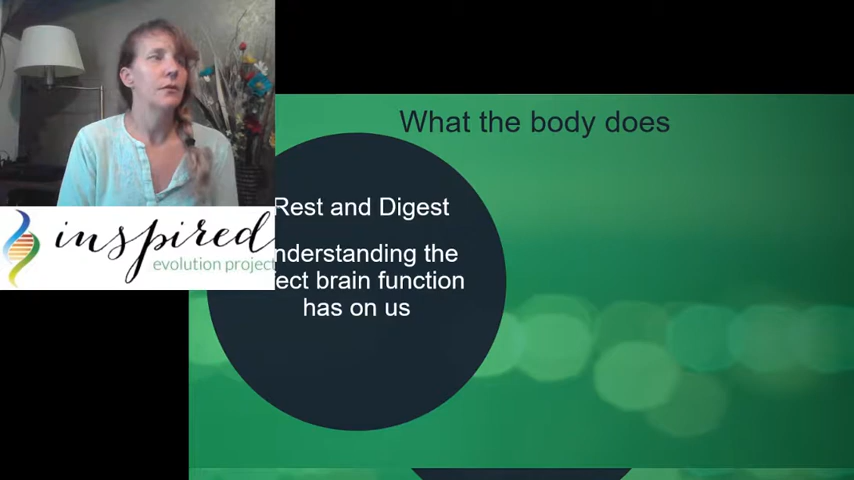 What the body does
Rest and Digest
nderstanding the
ect brain function
has on us
inspired
evolution project